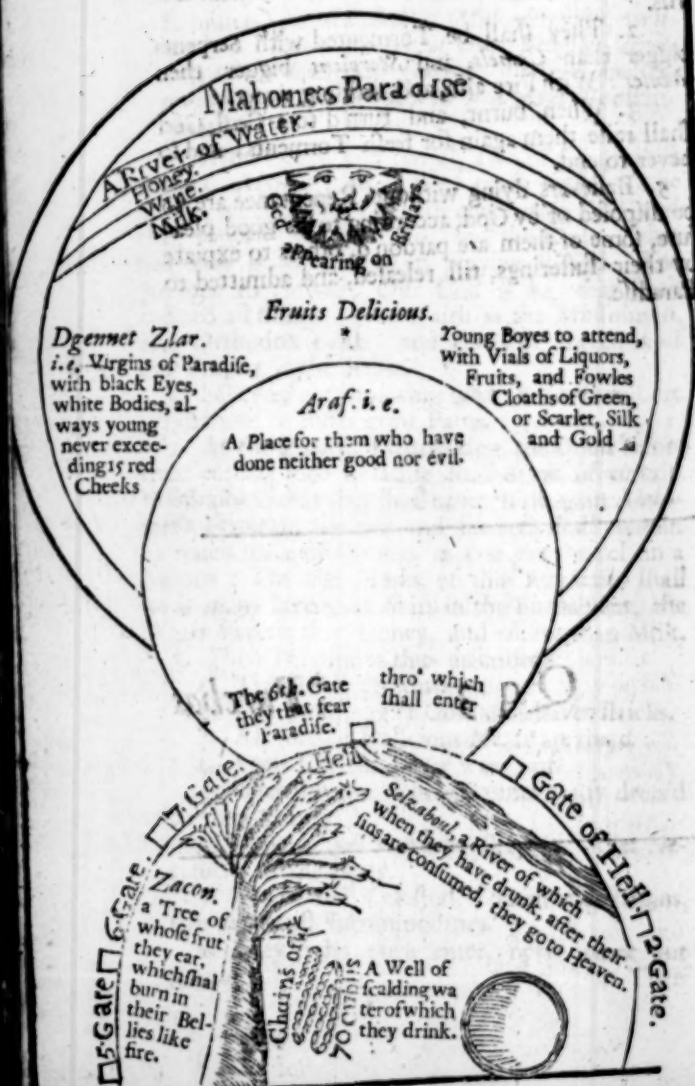 Mahomets Paradise
A River of Water.
Honey.
Wine.
Milk.
God appearing on Fridays.
Fruits Delicious.
*
Dgennet Zlar.
i.e. Virgins of Paradiſe,
with black Eyes,
white Bodies, al-
ways young
never excee-
ding 15 red
Cheeks
Young Boyes to attend,
with Vials of Liquors,
Fruits, and Fowles
Cloaths of Green,
or Scarlet, Silk
and Gold.
Araf. i. e.
A Place for them who have
done neither good nor evil.
The 6th. Gate thro' which
they that fear ſhall enter
Paradiſe.
Hell
7. Gate.
6. Gate.
5. Gate
Gate of Hell.
2. Gate.
Selzaboul, a River of which
when they have drunk, after their
ſins are conſumed they go to Heaven.
Zacon.
a Tree of
whoſe frut
they eat,
which ſhal
burn in
their Bel-
lies like
fire.
Chains of
70 Cubits
A Well of
ſcalding wa
ter of which
they drink.